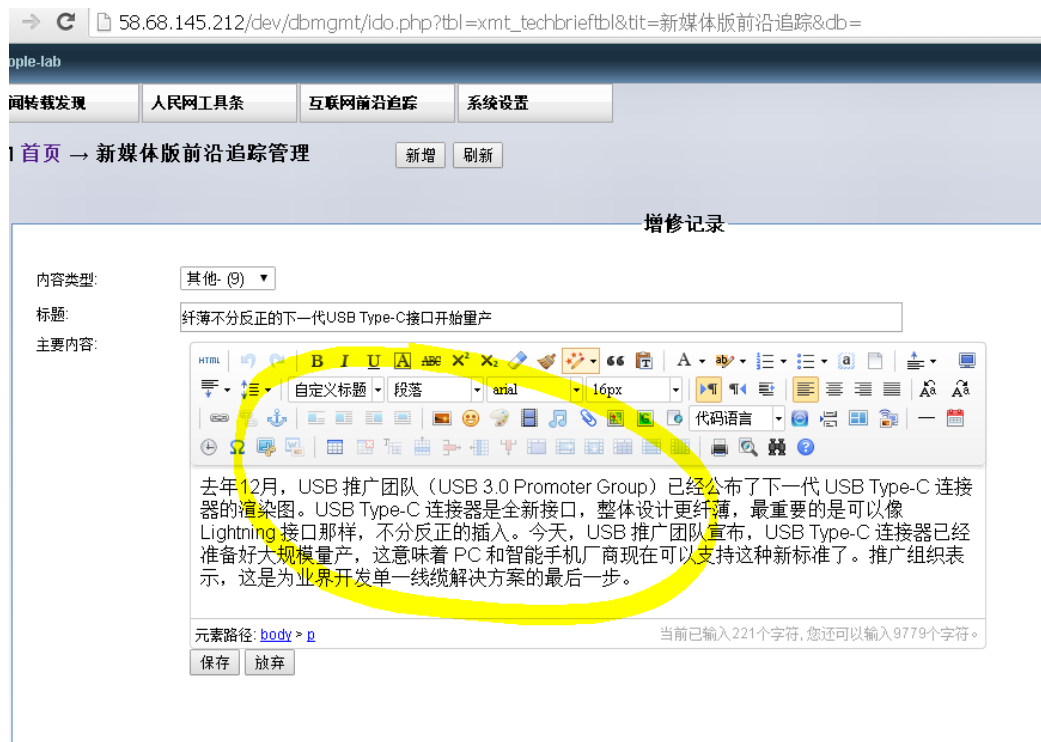 58.68.145.212/dev/dbmgmt/ido.php?tbl=xmt_techbrieftbl&tit=新媒体版前沿追踪&db=
ople-lab
闻转载发现 人民网工具条 互联网前沿追踪 系统设置
首页 → 新媒体版前沿追踪管理 新增 刷新
增修记录
内容类型: 其他- (9)
标题: 纤薄不分反正的下一代USB Type-C接口开始量产
主要内容:
HTML B I U A ABC X² X₂ A ab a
自定义标题 段落 arial 16px
代码语言
Ω
去年12月，USB 推广团队（USB 3.0 Promoter Group）已经公布了下一代 USB Type-C 连接
器的渲染图。USB Type-C 连接器是全新接口，整体设计更纤薄，最重要的是可以像
Lightning 接口那样，不分反正的插入。今天，USB 推广团队宣布，USB Type-C 连接器已经
准备好大规模量产，这意味着 PC 和智能手机厂商现在可以支持这种新标准了。推广组织表
示，这是为业界开发单一线缆解决方案的最后一步。
元素路径: body > p 当前已输入221个字符, 您还可以输入9779个字符。
保存 放弃